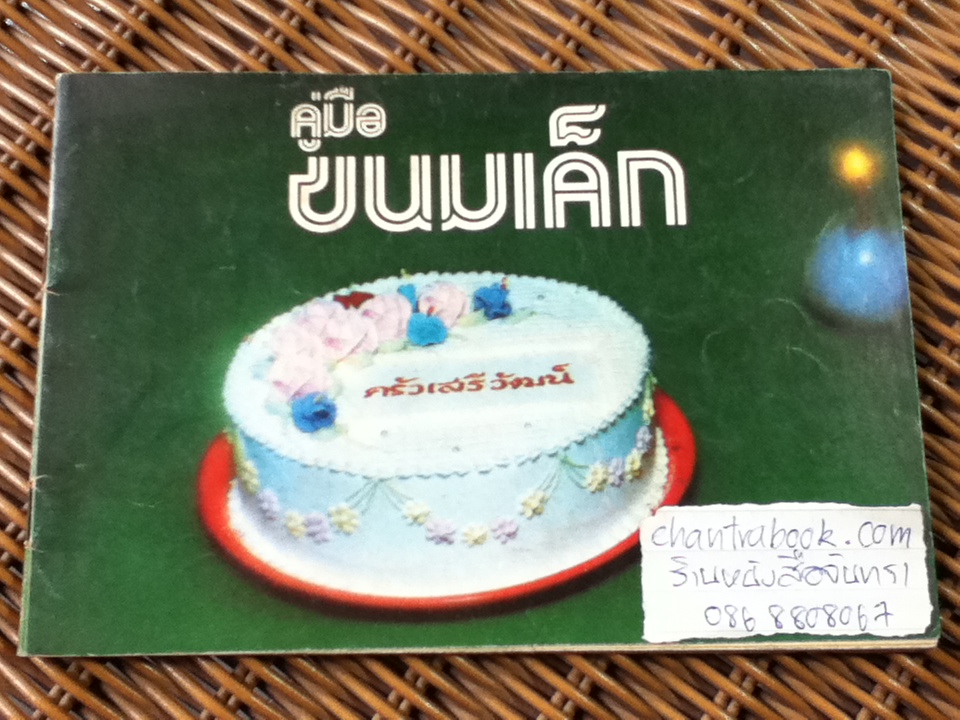 คู่มือ
ขนมเค็ก
ครัวเสรีวัฒน์
chantrabook.com
ร้านหนังสือจันทรา
086 8808067